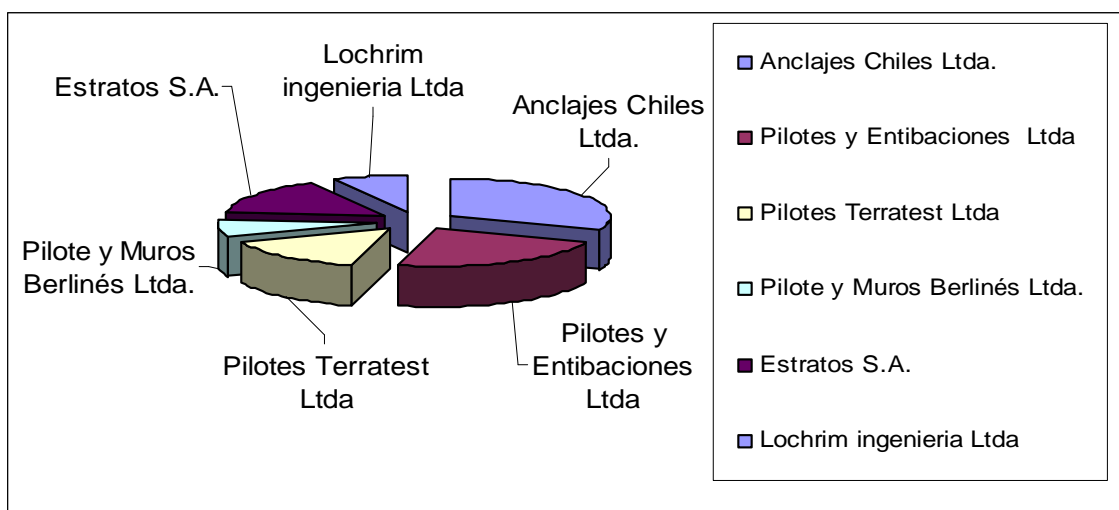 Lochrim
ingenieria Ltda
Estratos S.A.
Anclajes Chiles
Ltda.
Pilote y Muros
Berlinés Ltda.
Pilotes Terratest
Ltda
Pilotes y
Entibaciones
Ltda
Anclajes Chiles Ltda.
Pilotes y Entibaciones Ltda
Pilotes Terratest Ltda
Pilote y Muros Berlinés Ltda.
Estratos S.A.
Lochrim ingenieria Ltda